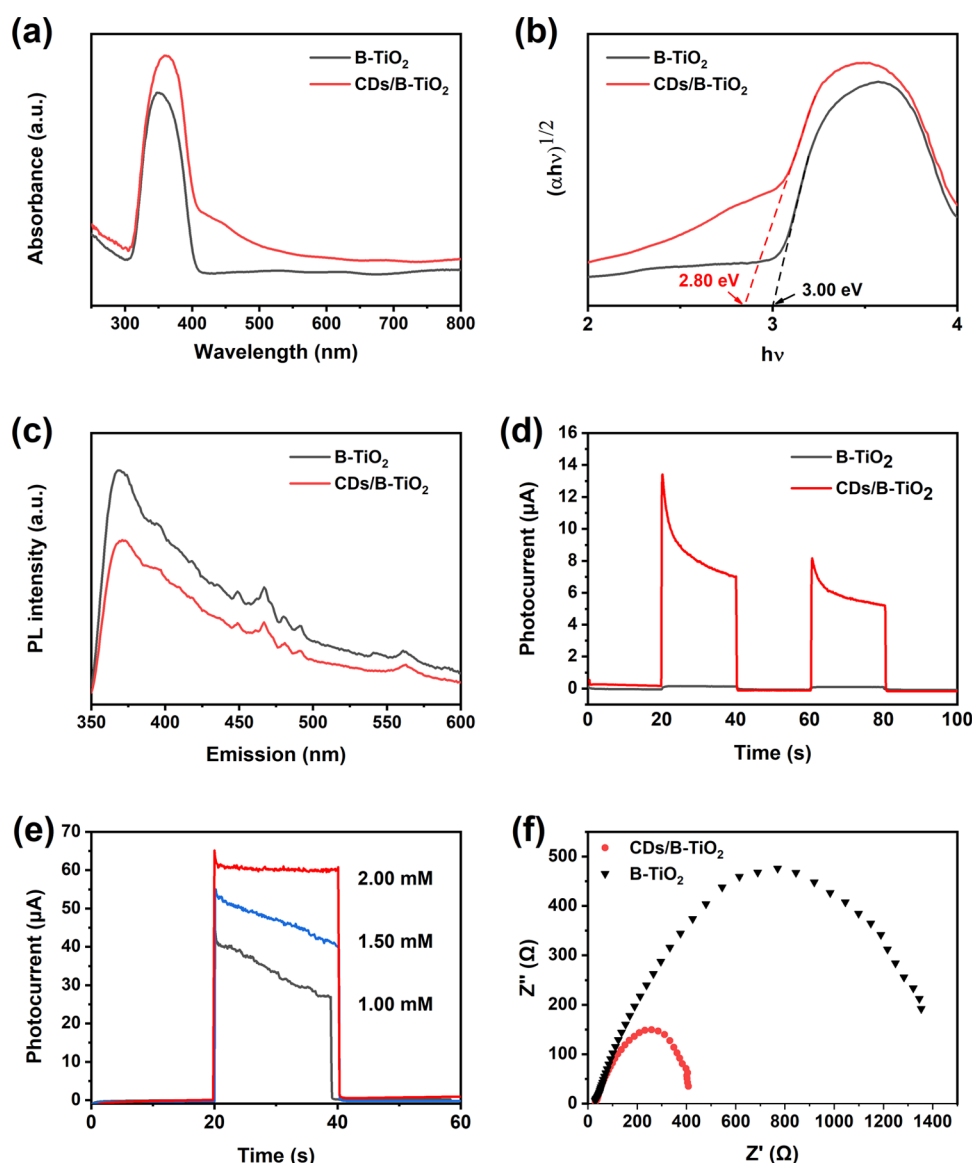 (a)
B-TiO₂
CDs/B-TiO₂
Absorbance (a.u.)
300 400 500 600 700 800
Wavelength (nm)
(b)
B-TiO₂
CDs/B-TiO₂
(αhν)^1/2
2.80 eV
3.00 eV
2 3 4
hν
(c)
B-TiO₂
CDs/B-TiO₂
PL intensity (a.u.)
350 400 450 500 550 600
Emission (nm)
(d)
B-TiO2
CDs/B-TiO2
Photocurrent (μA)
16
14
12
10
8
6
4
2
0
0 20 40 60 80 100
Time (s)
(e)
Photocurrent (μA)
70
60
50
40
30
20
10
0
2.00 mM
1.50 mM
1.00 mM
0 20 40 60
Time (s)
(f)
CDs/B-TiO₂
B-TiO₂
Z'' (Ω)
500
400
300
200
100
0
0 200 400 600 800 1000 1200 1400
Z' (Ω)